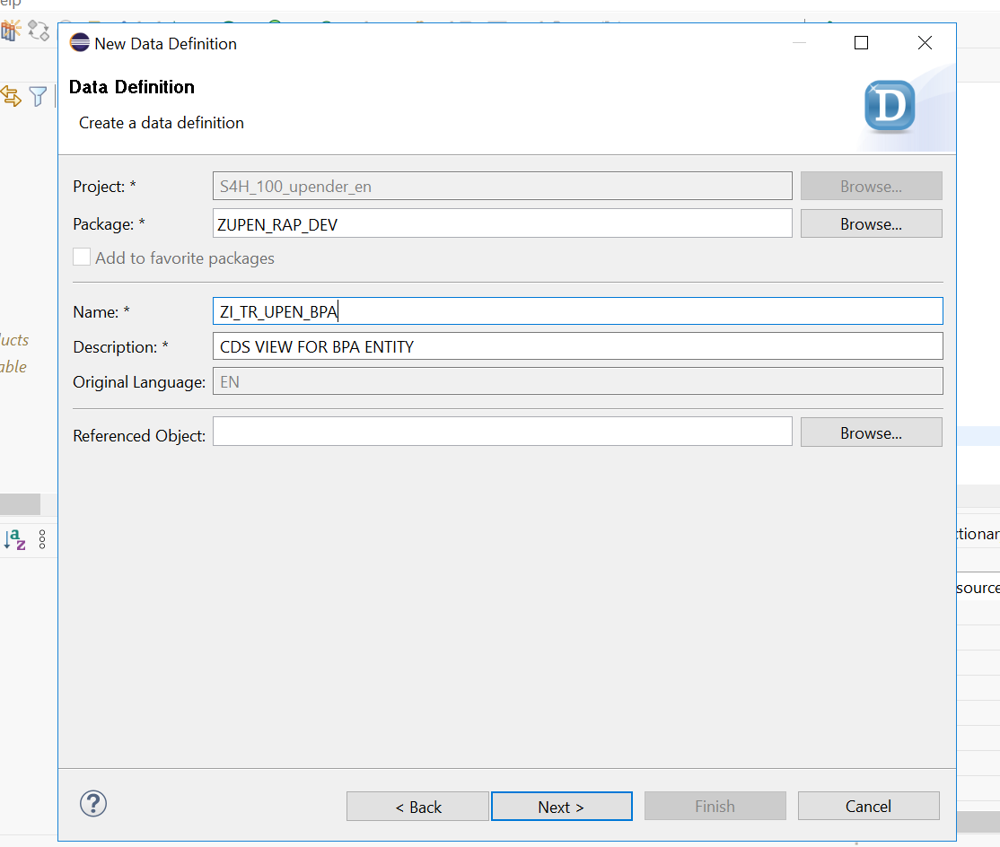 elp
New Data Definition
Data Definition
Create a data definition
D
Project: *
S4H_100_upender_en
Browse...
Package: *
ZUPEN_RAP_DEV
Browse...
Add to favorite packages
Name: *
ZI_TR_UPEN_BPA
Description: *
CDS VIEW FOR BPA ENTITY
Original Language:
EN
Referenced Object:
Browse...
ducts
able
a
z
tionar
source
?
< Back
Next >
Finish
Cancel